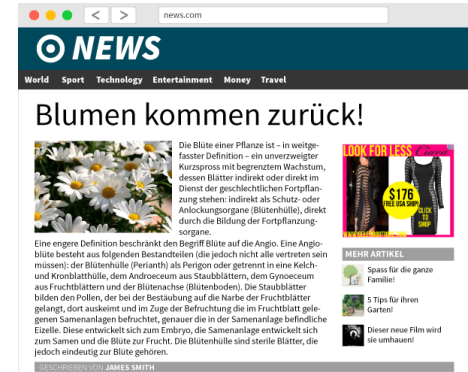 news.com
NEWS
World Sport Technology Entertainment Money Travel
Blumen kommen zurück!
Die Blüte einer Pflanze ist – in weitge-
fasster Definition – ein unverzweigter
Kurzspross mit begrenztem Wachstum,
dessen Blätter indirekt oder direkt im
Dienst der geschlechtlichen Fortpflan-
zung stehen: indirekt als Schutz- oder
Anlockungsorgane (Blütenhülle), direkt
durch die Bildung der Fortpflanzung-
sorgane.
Eine engere Definition beschränkt den Begriff Blüte auf die Angio. Eine Angio-
blüte besteht aus folgenden Bestandteilen (die jedoch nicht alle vertreten sein
müssen): der Blütenhülle (Perianth) als Perigon oder getrennt in eine Kelch-
und Kronblatthülle, dem Androeceum aus Staubblättern, dem Gynoeceum
aus Fruchtblättern und der Blütenachse (Blütenboden). Die Staubblätter
bilden den Pollen, der bei der Bestäubung auf die Narbe der Fruchtblätter
gelangt, dort auskeimt und im Zuge der Befruchtung die im Fruchtblatt gele-
genen Samenanlagen befruchtet, genauer die in der Samenanlage befindliche
Eizelle. Diese entwickelt sich zum Embryo, die Samenanlage entwickelt sich
zum Samen und die Blüte zur Frucht. Die Blütenhülle sind sterile Blätter, die
jedoch eindeutig zur Blüte gehören.
GESCHRIEBEN VON JAMES SMITH
LOOK FOR LESS Ciara
$176
FREE USA SHIP!
CLICK
TO
SHOP
MEHR ARTIKEL
Spass für die ganze
Familie!
5 Tips für ihren
Garten!
Dieser neue Film wird
sie umhauen!